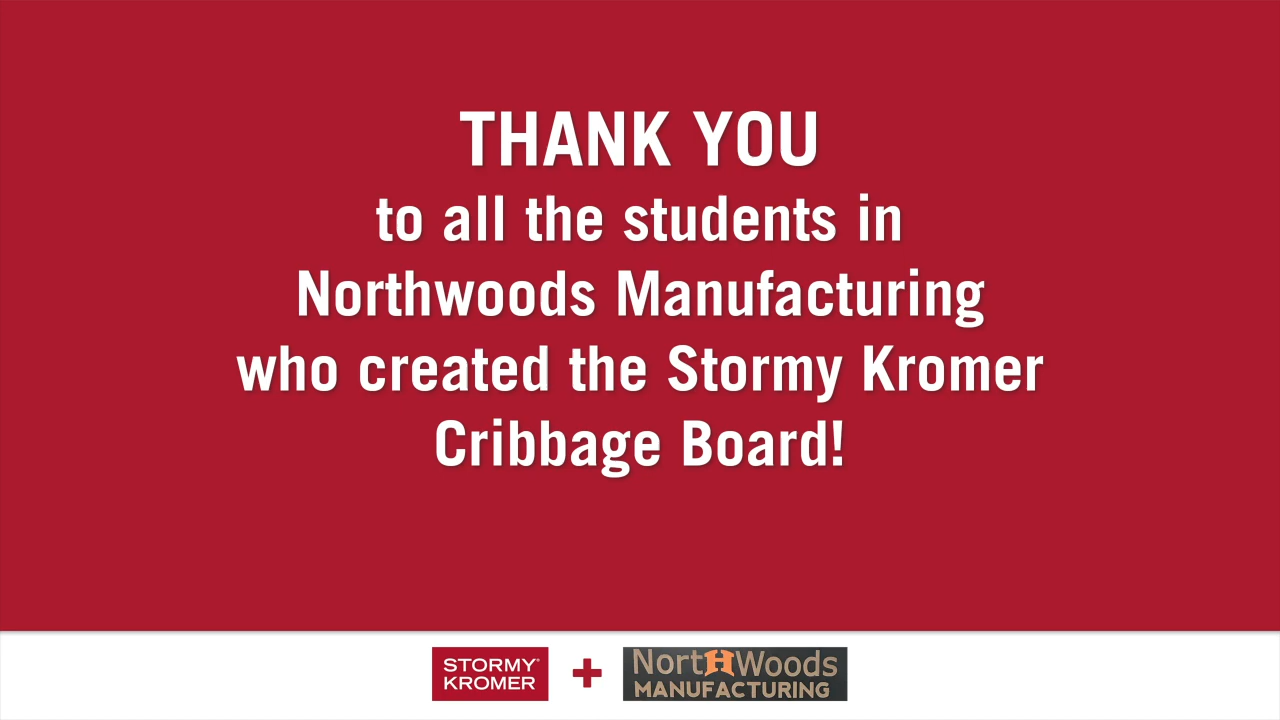 THANK YOU
to all the students in
Northwoods Manufacturing
who created the Stormy Kromer
Cribbage Board!
STORMY®
KROMER
+
NortHWoods
MANUFACTURING